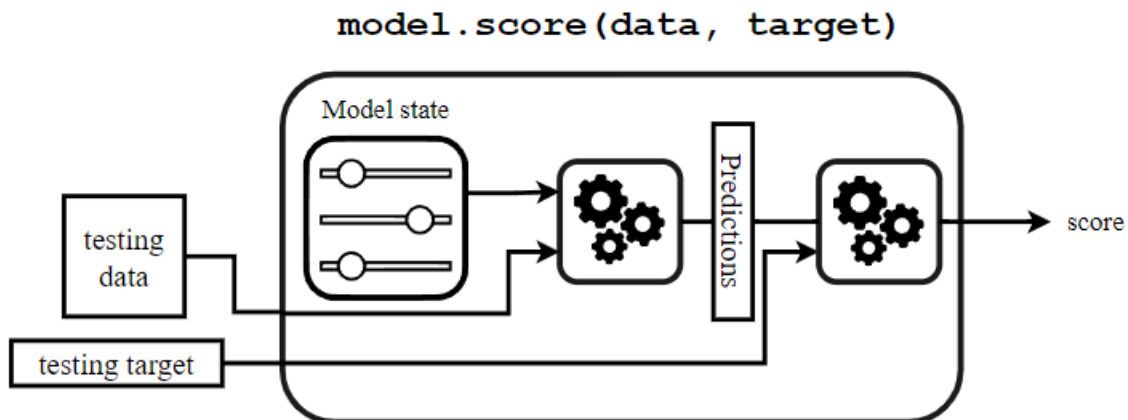 model.score(data, target)
Model state
testing
data
testing target
Predictions
score